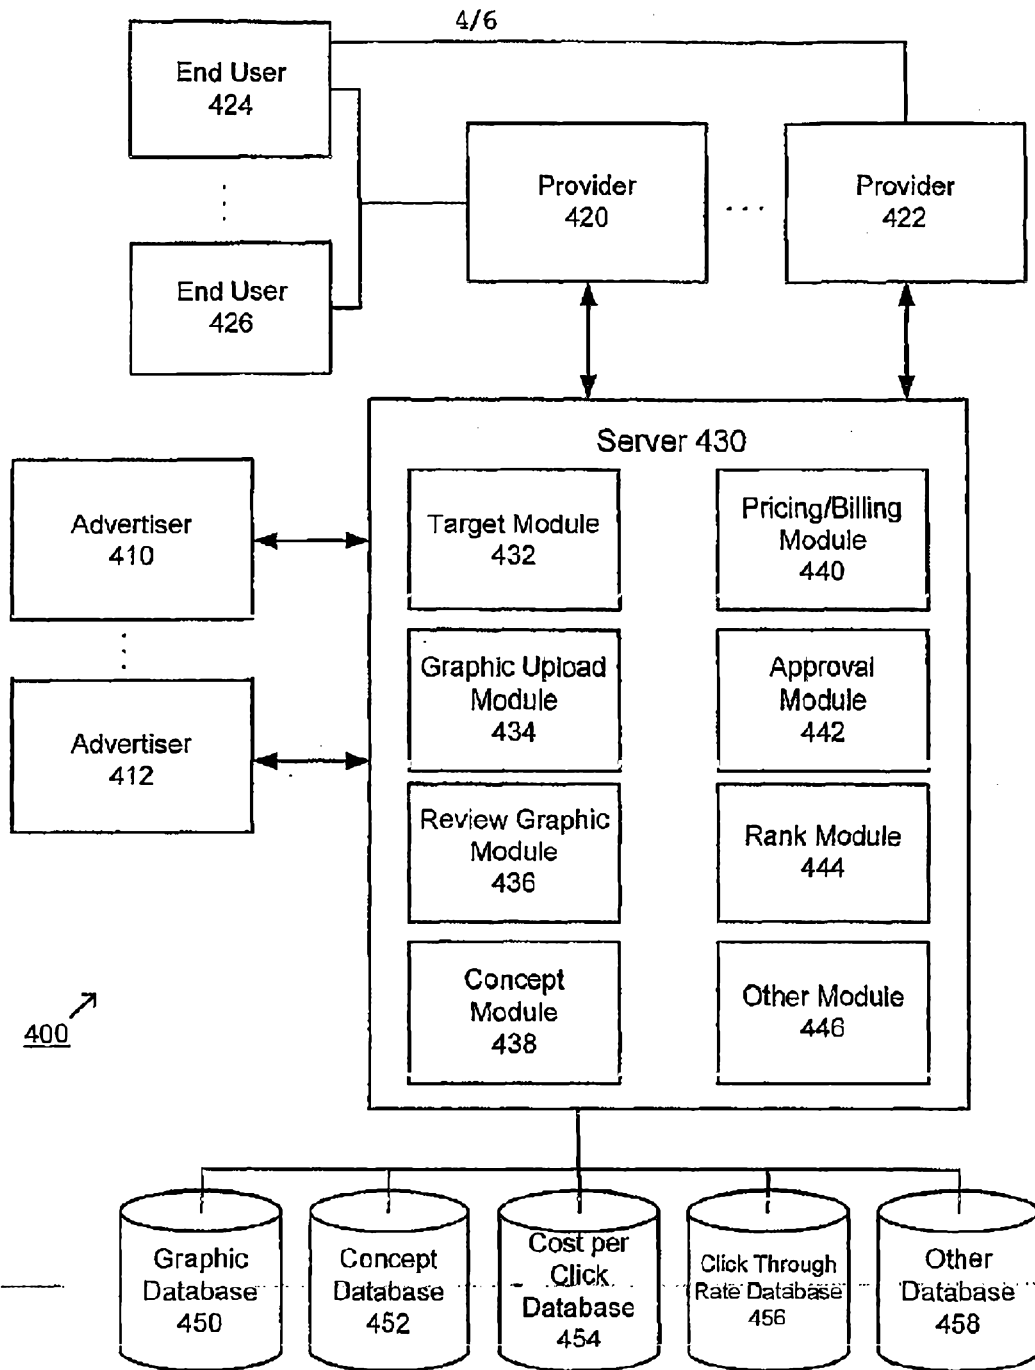 4/6
End User
424
Provider
420
Provider
422
End User
426
Server 430
Advertiser
410
Target Module
432
Pricing/Billing
Module
440
Graphic Upload
Module
434
Approval
Module
442
Advertiser
412
Review Graphic
Module
436
Rank Module
444
Concept
Module
438
Other Module
446
400
Graphic
Database
450
Concept
Database
452
Cost per
Click
Database
454
Click Through
Rate Database
456
Other
Database
458